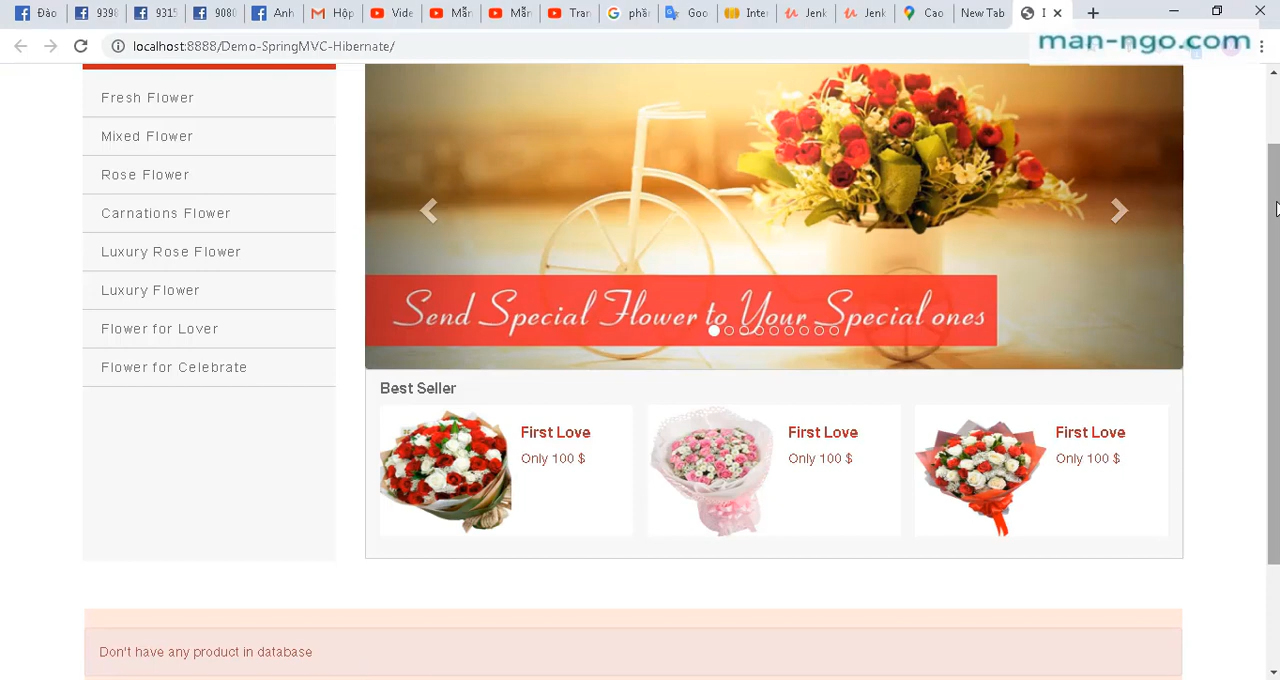 Đào
9398
9315
9080
Anh
Hộp
Vide
Mẫn
Mẫn
Tran
phầ
Goo
Inte
Jenk
Jenk
Cao
New Tab
I
localhost:8888/Demo-SpringMVC-Hibernate/
man-ngo.com
Fresh Flower
Mixed Flower
Rose Flower
Carnations Flower
Luxury Rose Flower
Luxury Flower
Flower for Lover
Flower for Celebrate
Send Special Flower to Your Special ones
Best Seller
First Love
Only 100 $
First Love
Only 100 $
First Love
Only 100 $
Don't have any product in database